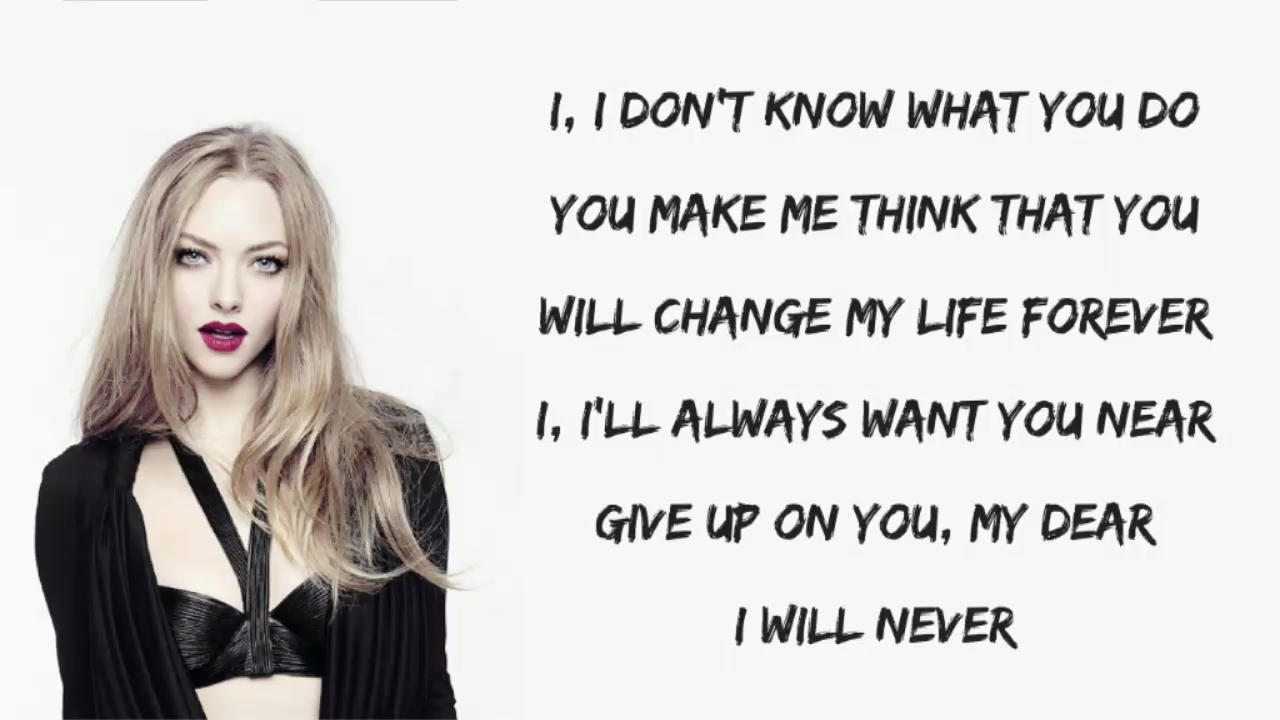 I, I DON'T KNOW WHAT YOU DO
YOU MAKE ME THINK THAT YOU
WILL CHANGE MY LIFE FOREVER
I, I'LL ALWAYS WANT YOU NEAR
GIVE UP ON YOU, MY DEAR
I WILL NEVER